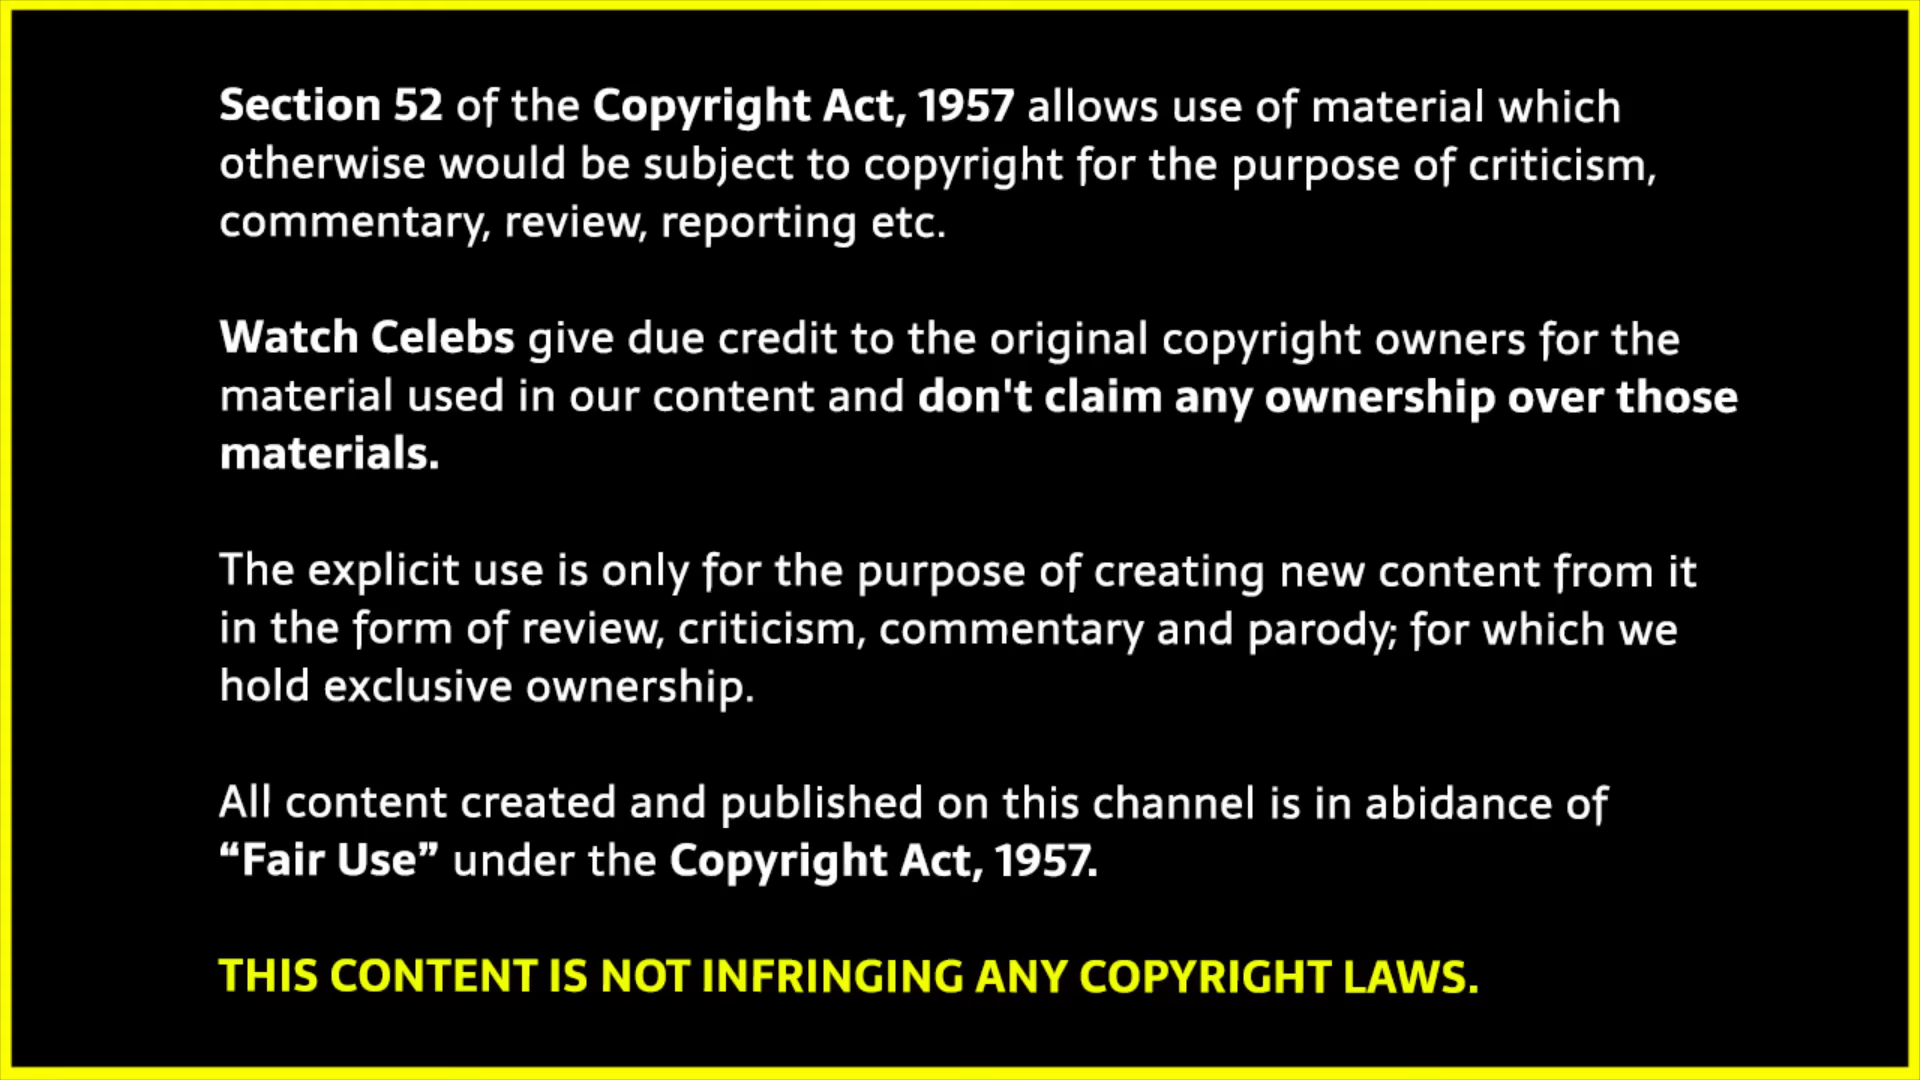 Section 52 of the Copyright Act, 1957 allows use of material which
otherwise would be subject to copyright for the purpose of criticism,
commentary, review, reporting etc.
Watch Celebs give due credit to the original copyright owners for the
material used in our content and don't claim any ownership over those
materials.
The explicit use is only for the purpose of creating new content from it
in the form of review, criticism, commentary and parody; for which we
hold exclusive ownership.
All content created and published on this channel is in abidance of
“Fair Use” under the Copyright Act, 1957.
THIS CONTENT IS NOT INFRINGING ANY COPYRIGHT LAWS.